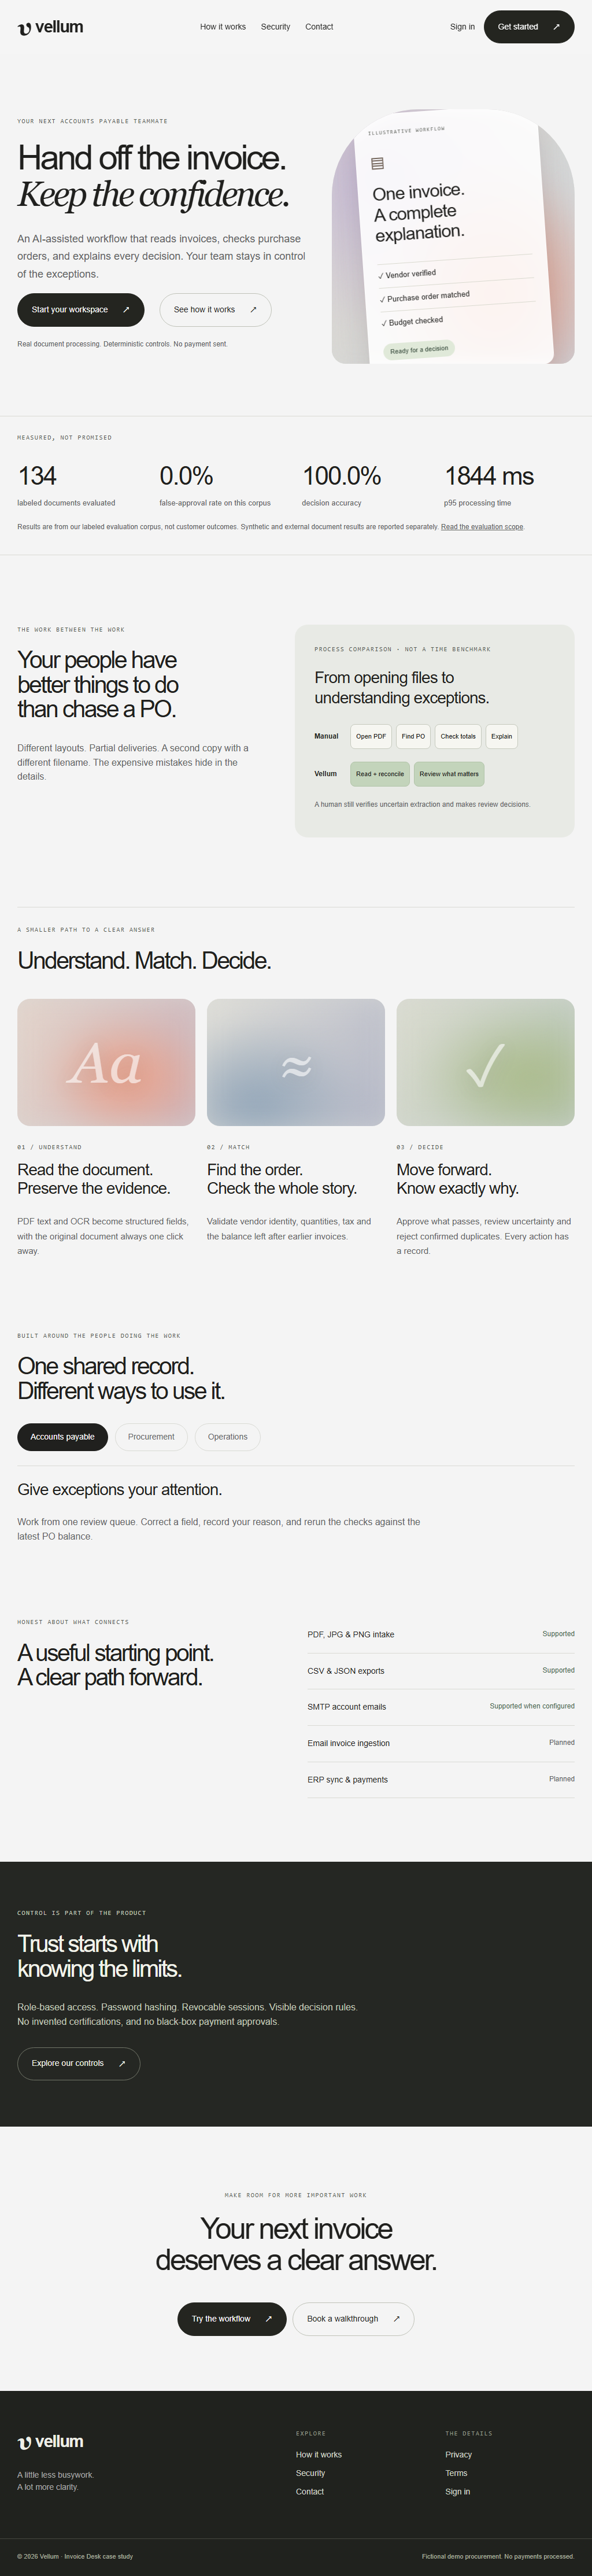 vellum
How it works
Security
Contact
Sign in
Get started ↗
YOUR NEXT ACCOUNTS PAYABLE TEAMMATE
Hand off the invoice.
Keep the confidence.
An AI-assisted workflow that reads invoices, checks purchase
orders, and explains every decision. Your team stays in control
of the exceptions.
Start your workspace ↗
See how it works ↗
Real document processing. Deterministic controls. No payment sent.
ILLUSTRATIVE WORKFLOW
One invoice.
A complete
explanation.
✓ Vendor verified
✓ Purchase order matched
✓ Budget checked
Ready for a decision
MEASURED, NOT PROMISED
134
labeled documents evaluated
0.0%
false-approval rate on this corpus
100.0%
decision accuracy
1844 ms
p95 processing time
Results are from our labeled evaluation corpus, not customer outcomes. Synthetic and external document results are reported separately. Read the evaluation scope.
THE WORK BETWEEN THE WORK
Your people have
better things to do
than chase a PO.
Different layouts. Partial deliveries. A second copy with a
different filename. The expensive mistakes hide in the
details.
PROCESS COMPARISON · NOT A TIME BENCHMARK
From opening files to
understanding exceptions.
Manual
Open PDF
Find PO
Check totals
Explain
Vellum
Read + reconcile
Review what matters
A human still verifies uncertain extraction and makes review decisions.
A SMALLER PATH TO A CLEAR ANSWER
Understand. Match. Decide.
Aa
≈
✓
01 / UNDERSTAND
Read the document.
Preserve the evidence.
PDF text and OCR become structured fields,
with the original document always one click
away.
02 / MATCH
Find the order.
Check the whole story.
Validate vendor identity, quantities, tax and
the balance left after earlier invoices.
03 / DECIDE
Move forward.
Know exactly why.
Approve what passes, review uncertainty and
reject confirmed duplicates. Every action has
a record.
BUILT AROUND THE PEOPLE DOING THE WORK
One shared record.
Different ways to use it.
Accounts payable
Procurement
Operations
Give exceptions your attention.
Work from one review queue. Correct a field, record your reason, and rerun the checks against the
latest PO balance.
HONEST ABOUT WHAT CONNECTS
A useful starting point.
A clear path forward.
PDF, JPG & PNG intake
Supported
CSV & JSON exports
Supported
SMTP account emails
Supported when configured
Email invoice ingestion
Planned
ERP sync & payments
Planned
CONTROL IS PART OF THE PRODUCT
Trust starts with
knowing the limits.
Role-based access. Password hashing. Revocable sessions. Visible decision rules.
No invented certifications, and no black-box payment approvals.
Explore our controls ↗
MAKE ROOM FOR MORE IMPORTANT WORK
Your next invoice
deserves a clear answer.
Try the workflow ↗
Book a walkthrough ↗
vellum
A little less busywork.
A lot more clarity.
EXPLORE
How it works
Security
Contact
THE DETAILS
Privacy
Terms
Sign in
© 2026 Vellum · Invoice Desk case study
Fictional demo procurement. No payments processed.